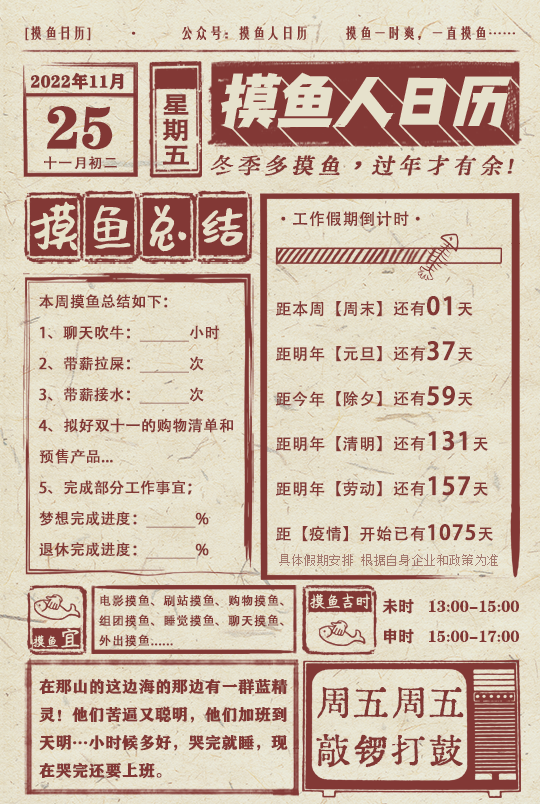 [摸鱼日历] · 公众号：摸鱼人日历 摸鱼一时爽，一直摸鱼……
2022年11月
25
十一月初二
星期五
摸鱼人日历
冬季多摸鱼，过年才有余！
摸鱼总结
本周摸鱼总结如下：
1、聊天吹牛：_____小时
2、带薪拉屎：_____次
3、带薪接水：_____次
4、拟好双十一的购物清单和
预售产品...
5、完成部分工作事宜；
梦想完成进度：_____%
退休完成进度：_____%
·工作假期倒计时·
距本周【周末】还有01天
距明年【元旦】还有37天
距今年【除夕】还有59天
距明年【清明】还有131天
距明年【劳动】还有157天
距【疫情】开始已有1075天
具体假期安排 根据自身企业和政策为准
摸鱼宜
电影摸鱼、刷站摸鱼、购物摸鱼、
组团摸鱼、睡觉摸鱼、聊天摸鱼、
外出摸鱼......
摸鱼吉时
未时 13:00-15:00
申时 15:00-17:00
在那山的这边海的那边有一群蓝精
灵！他们苦逼又聪明，他们加班到
天明…小时候多好，哭完就睡，现
在哭完还要上班。
周五周五
敲锣打鼓